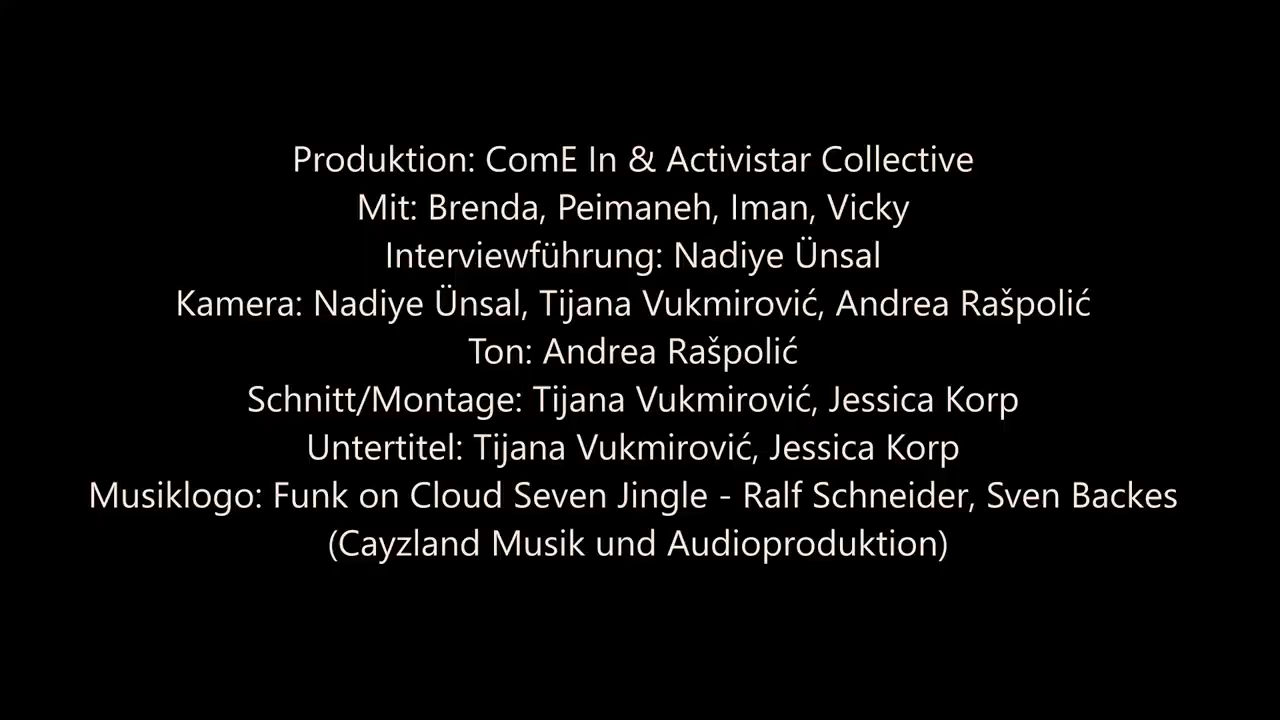 Produktion: ComE In & Activistar Collective
Mit: Brenda, Peimaneh, Iman, Vicky
Interviewführung: Nadiye Ünsal
Kamera: Nadiye Ünsal, Tijana Vukmirović, Andrea Rašpolić
Ton: Andrea Rašpolić
Schnitt/Montage: Tijana Vukmirović, Jessica Korp
Untertitel: Tijana Vukmirović, Jessica Korp
Musiklogo: Funk on Cloud Seven Jingle - Ralf Schneider, Sven Backes
(Cayzland Musik und Audioproduktion)